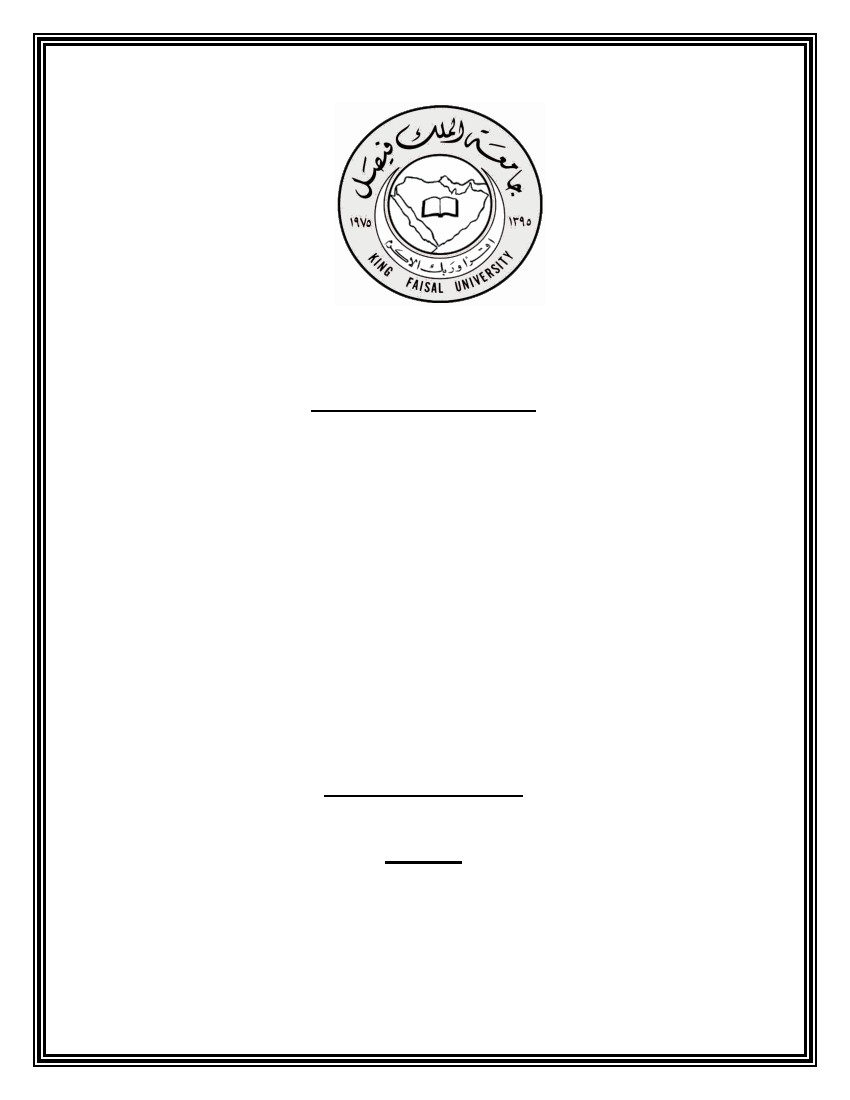 جامعة الملك فيصل
١٩٧٥
١٣٩٥
اقرأ وربك الأكرم
KING FAISAL UNIVERSITY